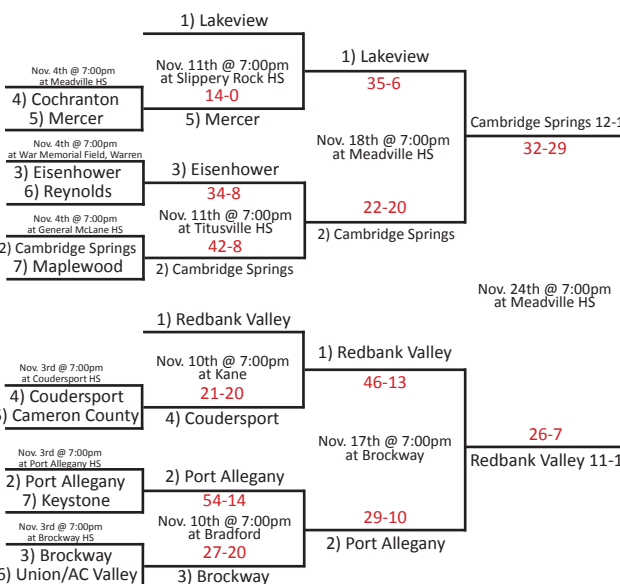 1) Lakeview
Nov. 4th @ 7:00pm
at Meadville HS
4) Cochranton
5) Mercer
Nov. 11th @ 7:00pm
at Slippery Rock HS
14-0
5) Mercer
1) Lakeview
35-6
Nov. 4th @ 7:00pm
at War Memorial Field, Warren
3) Eisenhower
6) Reynolds
3) Eisenhower
34-8
Nov. 4th @ 7:00pm
at General McLane HS
2) Cambridge Springs
7) Maplewood
Nov. 11th @ 7:00pm
at Titusville HS
42-8
2) Cambridge Springs
Nov. 18th @ 7:00pm
at Meadville HS
22-20
2) Cambridge Springs
Cambridge Springs 12-1
32-29
Nov. 24th @ 7:00pm
at Meadville HS
1) Redbank Valley
Nov. 3rd @ 7:00pm
at Coudersport HS
4) Coudersport
) Cameron County
Nov. 10th @ 7:00pm
at Kane
21-20
4) Coudersport
1) Redbank Valley
46-13
Nov. 3rd @ 7:00pm
at Port Allegany HS
2) Port Allegany
7) Keystone
2) Port Allegany
54-14
Nov. 3rd @ 7:00pm
at Brockway HS
3) Brockway
6) Union/AC Valley
Nov. 10th @ 7:00pm
at Bradford
27-20
3) Brockway
Nov. 17th @ 7:00pm
at Brockway
29-10
2) Port Allegany
26-7
Redbank Valley 11-1